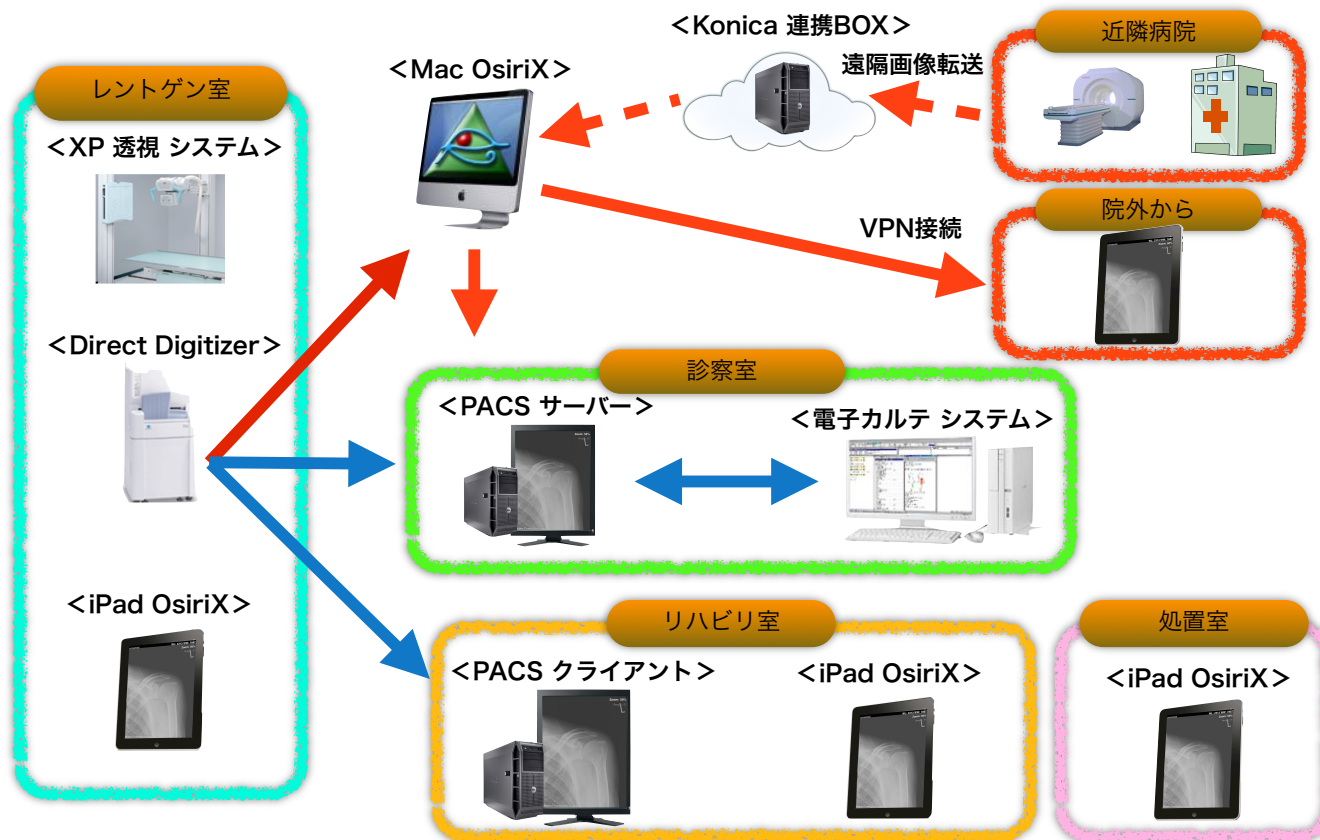 ＜Konica 連携BOX＞
近隣病院
＜Mac OsiriX＞
遠隔画像転送
レントゲン室
＜XP 透視 システム＞
院外から
VPN接続
＜Direct Digitizer＞
診察室
＜PACS サーバー＞
＜電子カルテ システム＞
＜iPad OsiriX＞
リハビリ室
処置室
＜PACS クライアント＞
＜iPad OsiriX＞
＜iPad OsiriX＞